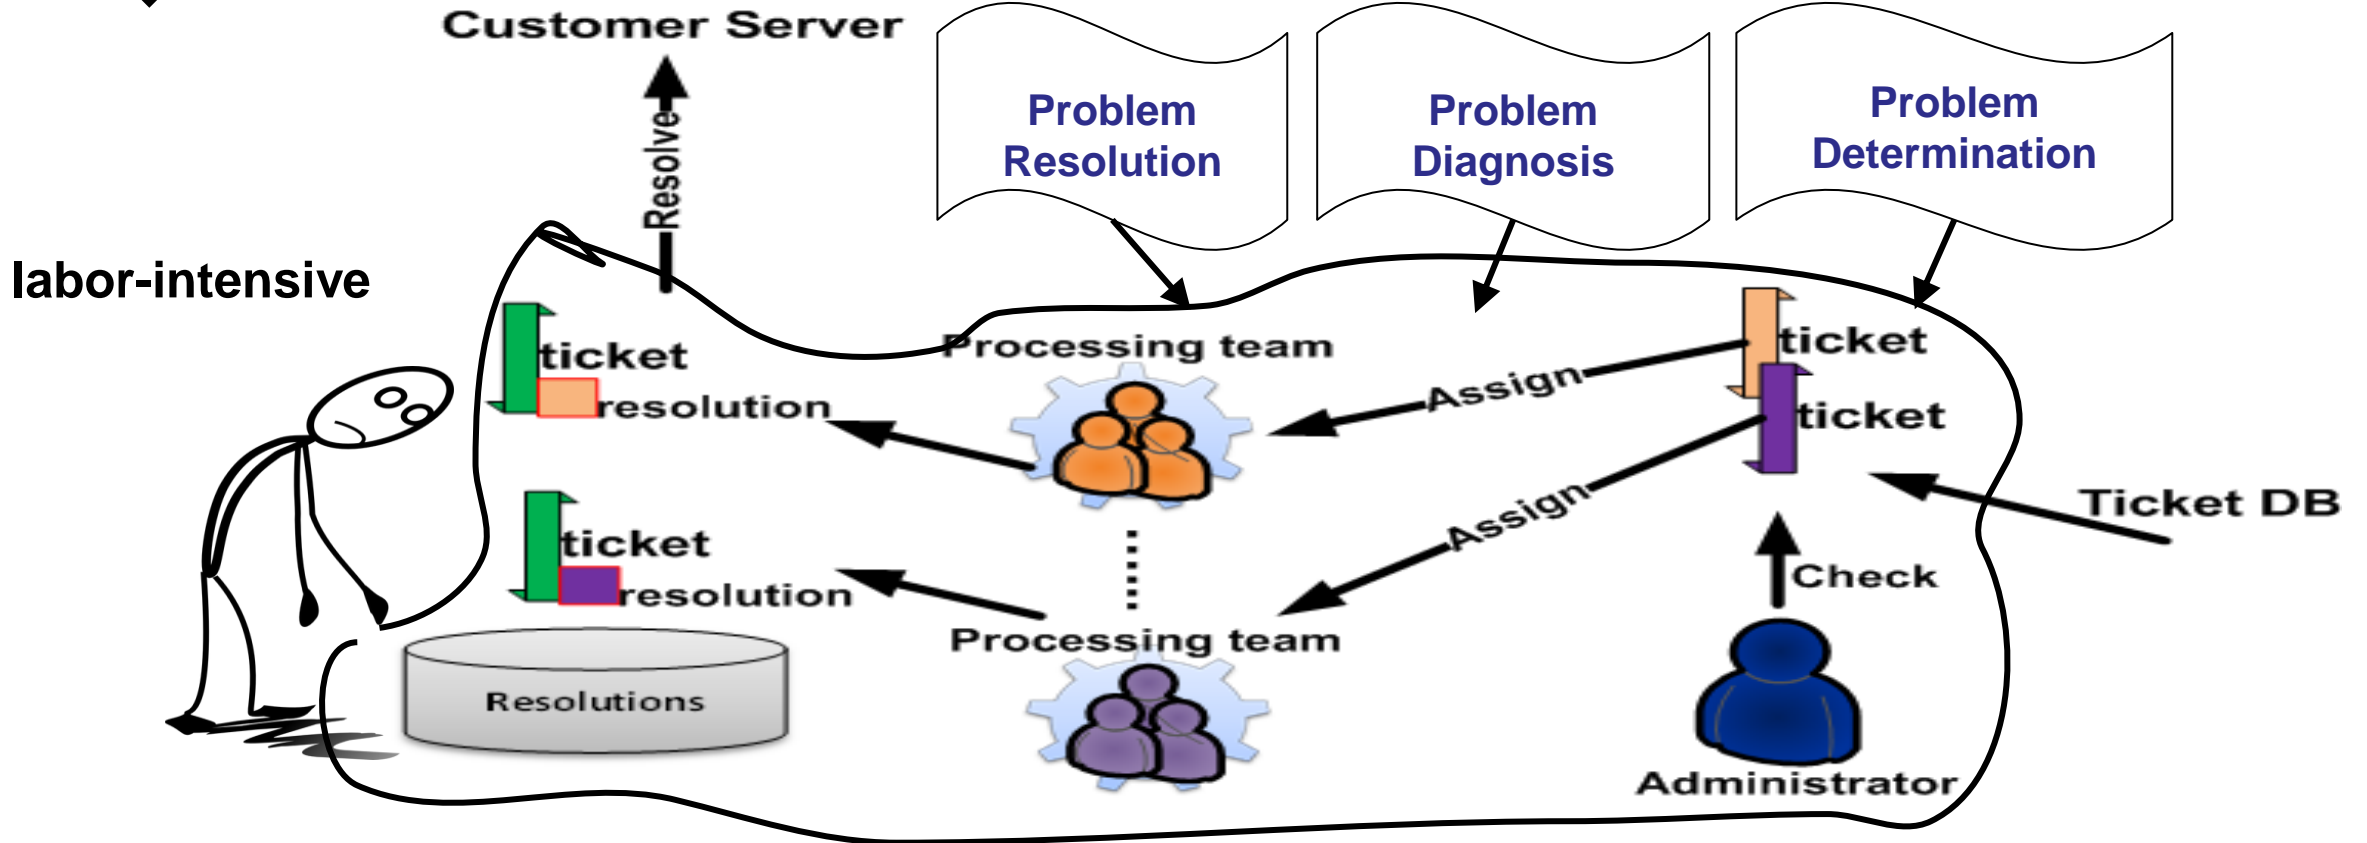 Customer Server
Problem
Resolution
Problem
Diagnosis
Problem
Determination
Resolve
labor-intensive
ticket
resolution
Processing team
Assign
ticket
ticket
Assign
Ticket DB
ticket
resolution
Check
Processing team
Resolutions
Administrator